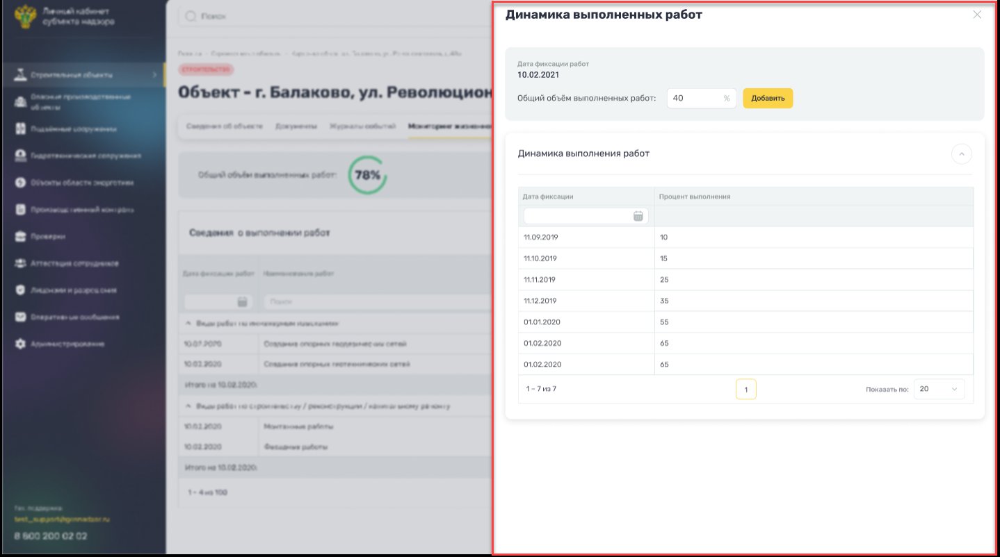 Личный кабинет
субъекта надзора
Поиск
СТРОИТЕЛЬСТВО
Объект - г. Балаково, ул. Революцион
Строительные объекты
Опасные производственные
объекты
Подъёмные сооружения
Гидротехнические сооружения
Объекты области энергетики
Производственный контроль
Проверки
Аттестация сотрудников
Лицензии и разрешения
Оперативные сообщения
Администрирование
Тех. поддержка:
8 800 200 02 02
Сведения об объекте Документы Журналы событий Мониторинг жизненно
Общий объём выполненных работ: 78%
Сведения о выполнении работ
Дата фиксации работ Наименование работ
Поиск
Виды работ по инженерным изысканиям
10.02.2020 Создание опорных геодезических сетей
10.02.2020 Создание опорных геотехнических сетей
Итого на 10.02.2020:
Виды работ по строительству / реконструкции / капитальному ремонту
10.02.2020 Монтажные работы
10.02.2020 Фасадные работы
Итого на 10.02.2020:
1 – 4 из 100
Динамика выполненных работ
Дата фиксации работ
10.02.2021
Общий объём выполненных работ: 40 % Добавить
Динамика выполнения работ
Дата фиксации Процент выполнения
11.09.2019 10
11.10.2019 15
11.11.2019 25
11.12.2019 35
01.01.2020 55
01.02.2020 65
01.02.2020 65
1 – 7 из 7 1 Показать по: 20